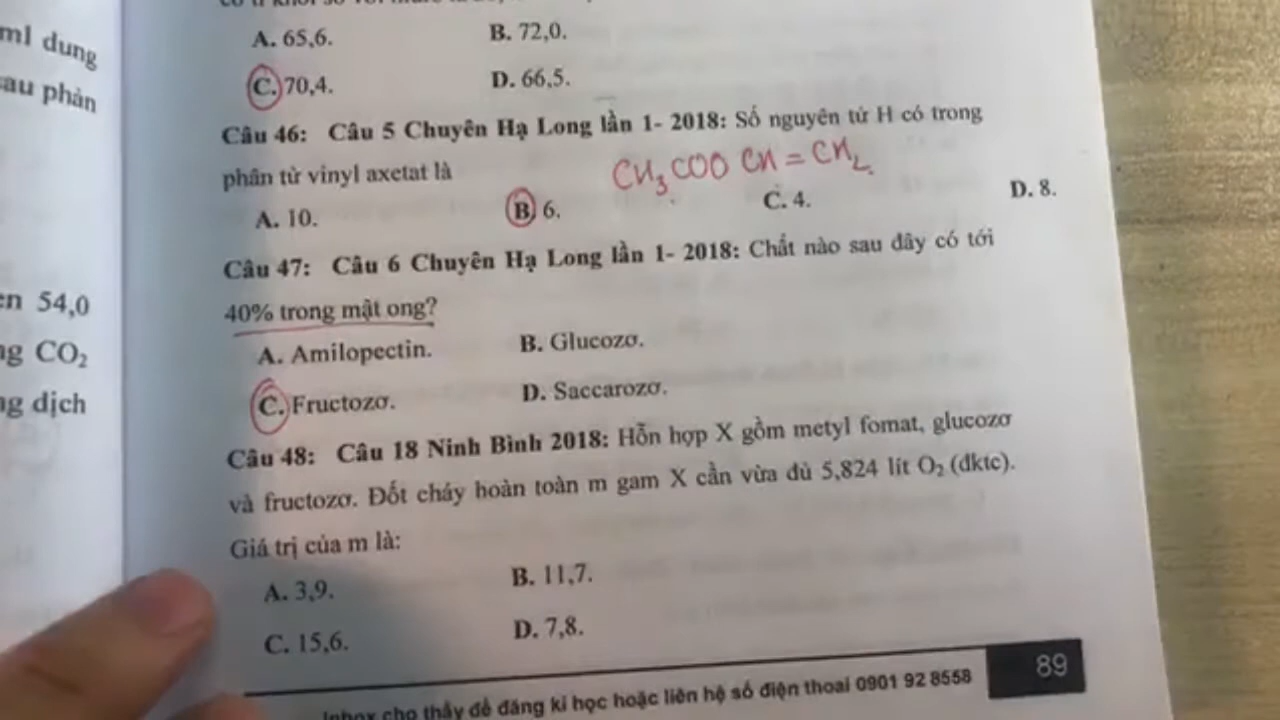 ml dung
au phản
en 54,0
ng CO₂
ng dịch
A. 65,6. B. 72,0.
C. 70,4. D. 66,5.
Câu 46: Câu 5 Chuyên Hạ Long lần 1- 2018: Số nguyên tử H có trong
phân tử vinyl axetat là
CH₃COO CH = CH₂
A. 10. B. 6. C. 4. D. 8.
Câu 47: Câu 6 Chuyên Hạ Long lần 1- 2018: Chất nào sau đây có tới
40% trong mật ong?
A. Amilopectin. B. Glucozơ.
C. Fructozơ. D. Saccarozơ.
Câu 48: Câu 18 Ninh Bình 2018: Hỗn hợp X gồm metyl fomat, glucozơ
và fructozơ. Đốt cháy hoàn toàn m gam X cần vừa đủ 5,824 lít O₂ (đktc).
Giá trị của m là:
A. 3,9. B. 11,7.
C. 15,6. D. 7,8.
Inbox cho thầy để đăng kí học hoặc liên hệ số điện thoại 0901 92 8558 89